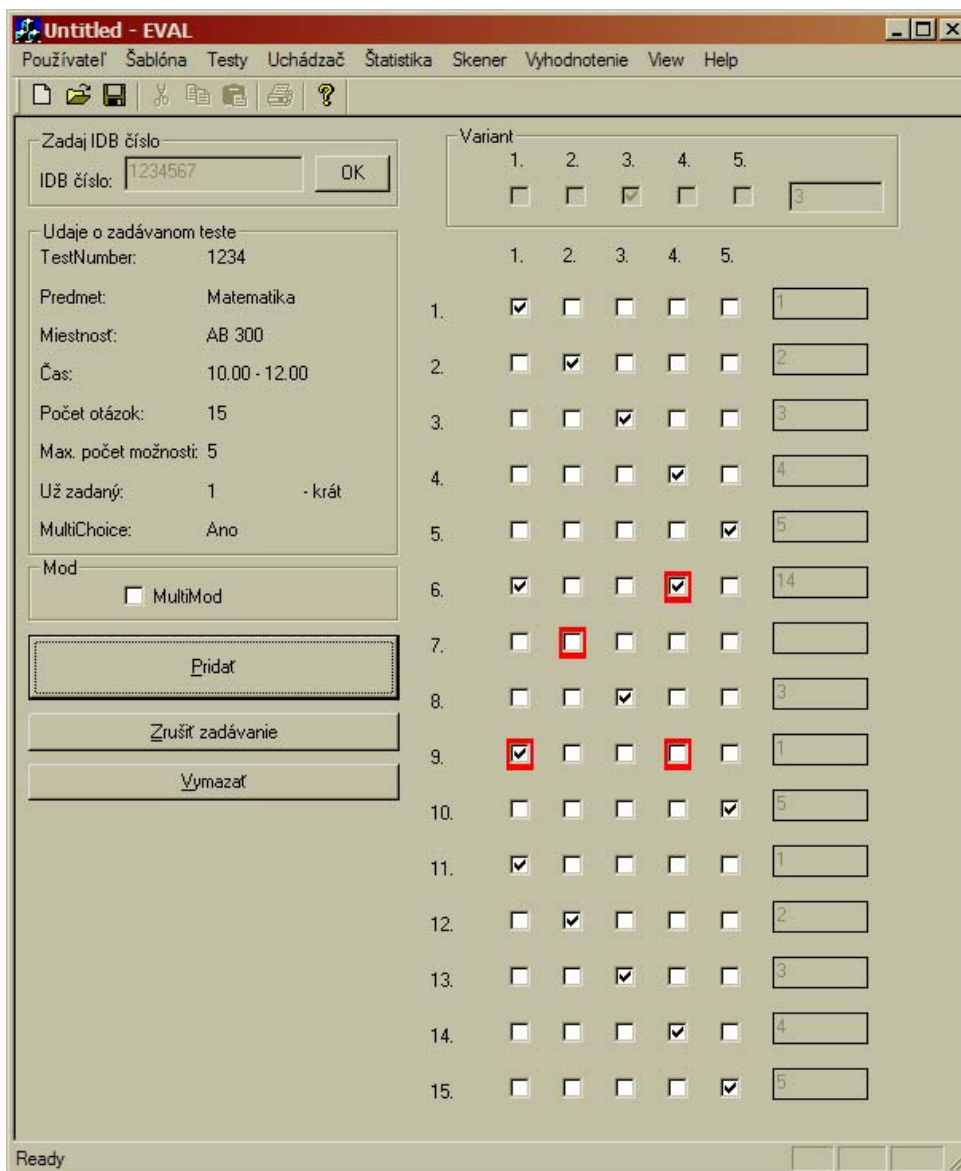 Untitled - EVAL
Používateľ Šablóna Testy Uchádzač Štatistika Skener Vyhodnotenie View Help
Zadaj IDB číslo
IDB číslo: 1234567 OK
Udaje o zadávanom teste
TestNumber: 1234
Predmet: Matematika
Miestnosť: AB 300
Čas: 10.00 - 12.00
Počet otázok: 15
Max. počet možnosti: 5
Už zadaný: 1 - krát
MultiChoice: Ano
Mod
MultiMod
Pridať
Zrušiť zadávanie
Vymazať
Variant
1. 2. 3. 4. 5.
3
1. 2. 3. 4. 5.
1. 1
2. 2
3. 3
4. 4
5. 5
6. 14
7.
8. 3
9. 1
10. 5
11. 1
12. 2
13. 3
14. 4
15. 5
Ready